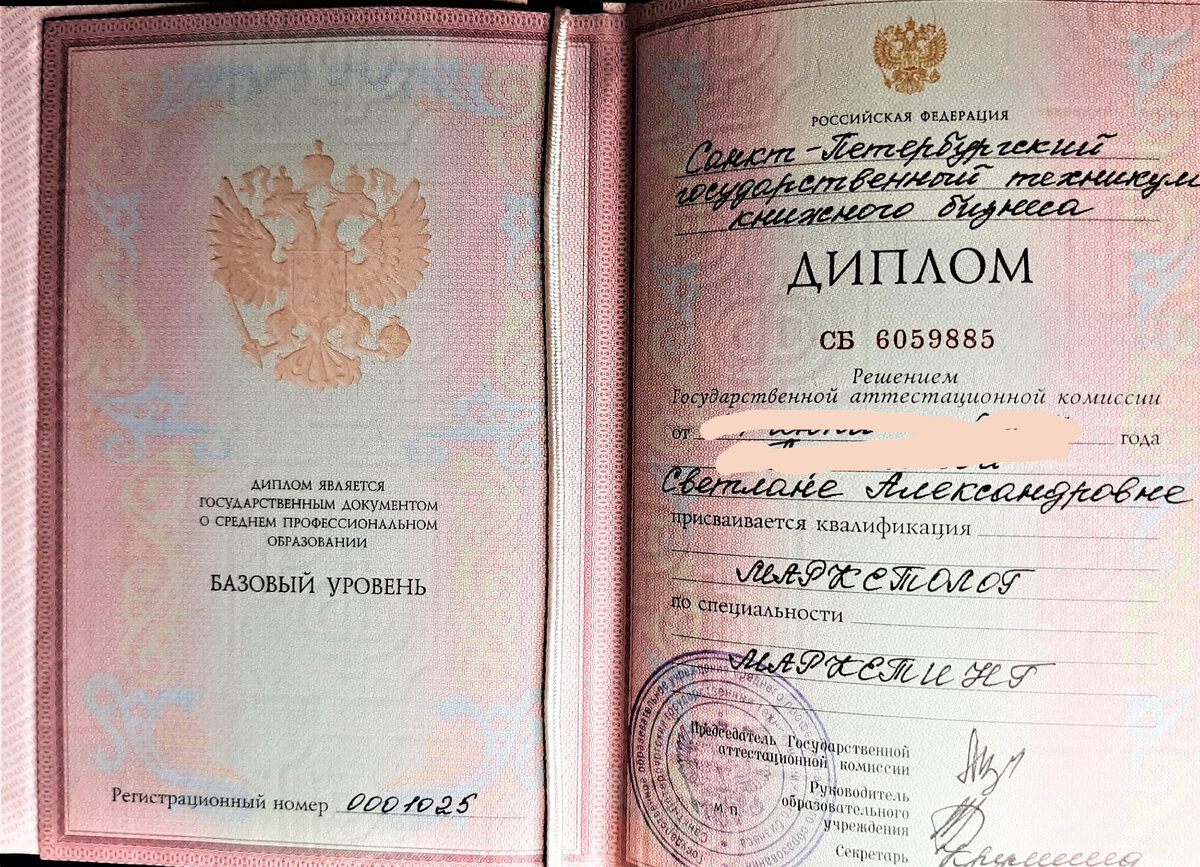 ДИПЛОМ ЯВЛЯЕТСЯ
ГОСУДАРСТВЕННЫМ ДОКУМЕНТОМ
О СРЕДНЕМ ПРОФЕССИОНАЛЬНОМ
ОБРАЗОВАНИИ
БАЗОВЫЙ УРОВЕНЬ
Регистрационный номер 0001025
РОССИЙСКАЯ ФЕДЕРАЦИЯ
Санкт-Петербургский
государственный техникум
книжного бизнеса
ДИПЛОМ
СБ 6059885
Решением
Государственной аттестационной комиссии
от года
Светлане Александровне
присваивается квалификация
МАРКЕТОЛОГ
по специальности
МАРКЕТИНГ
Председатель Государственной
аттестационной комиссии
Руководитель
образовательного
учреждения
М П
Секретарь